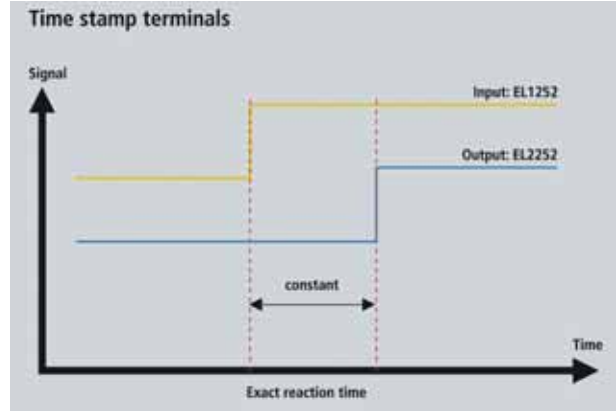 Time stamp terminals
Signal
Input: EL1252
Output: EL2252
constant
Time
Exact reaction time